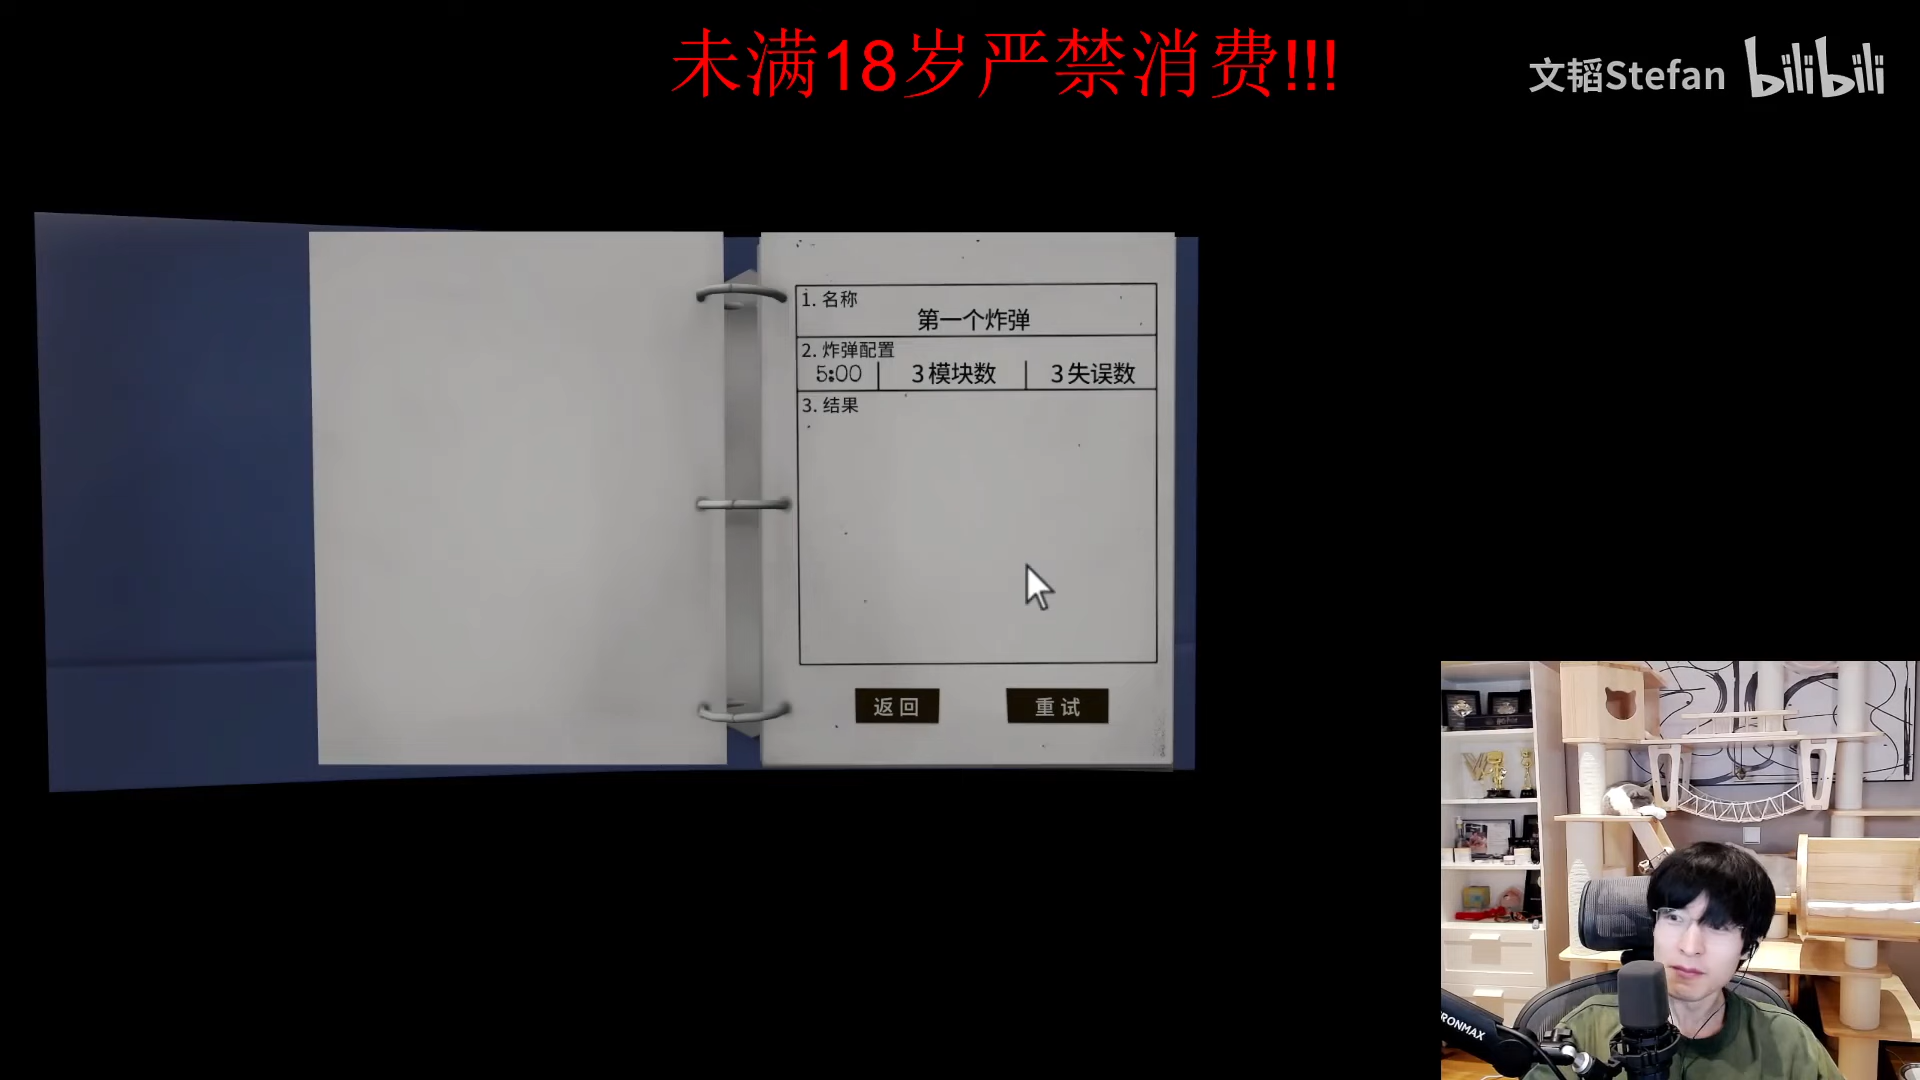 未满18岁严禁消费!!!
文韬Stefan bilibili
1. 名称
第一个炸弹
2. 炸弹配置
5:00 3模块数 3失误数
3. 结果
返回 重试
RONMAX